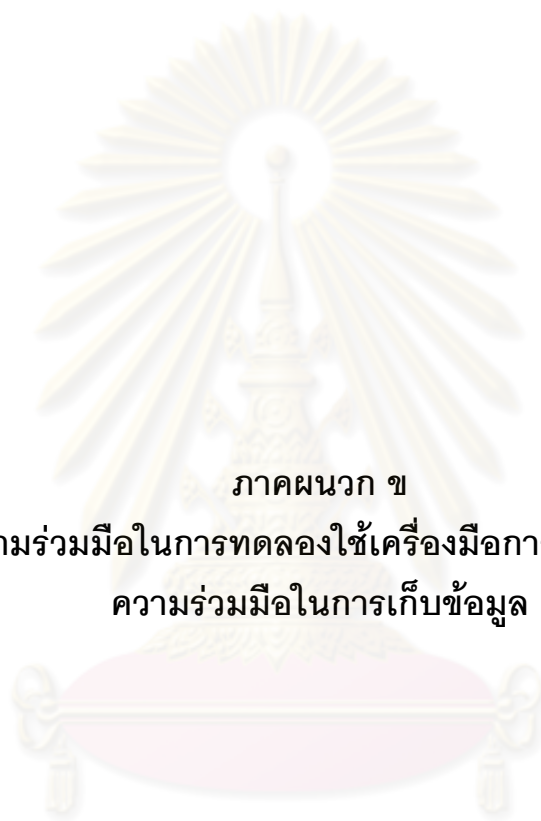 ภาคผนวก ข
ามร่วมมือในการทดลองใช้เครื่องมือกา
ความร่วมมือในการเก็บข้อมูล